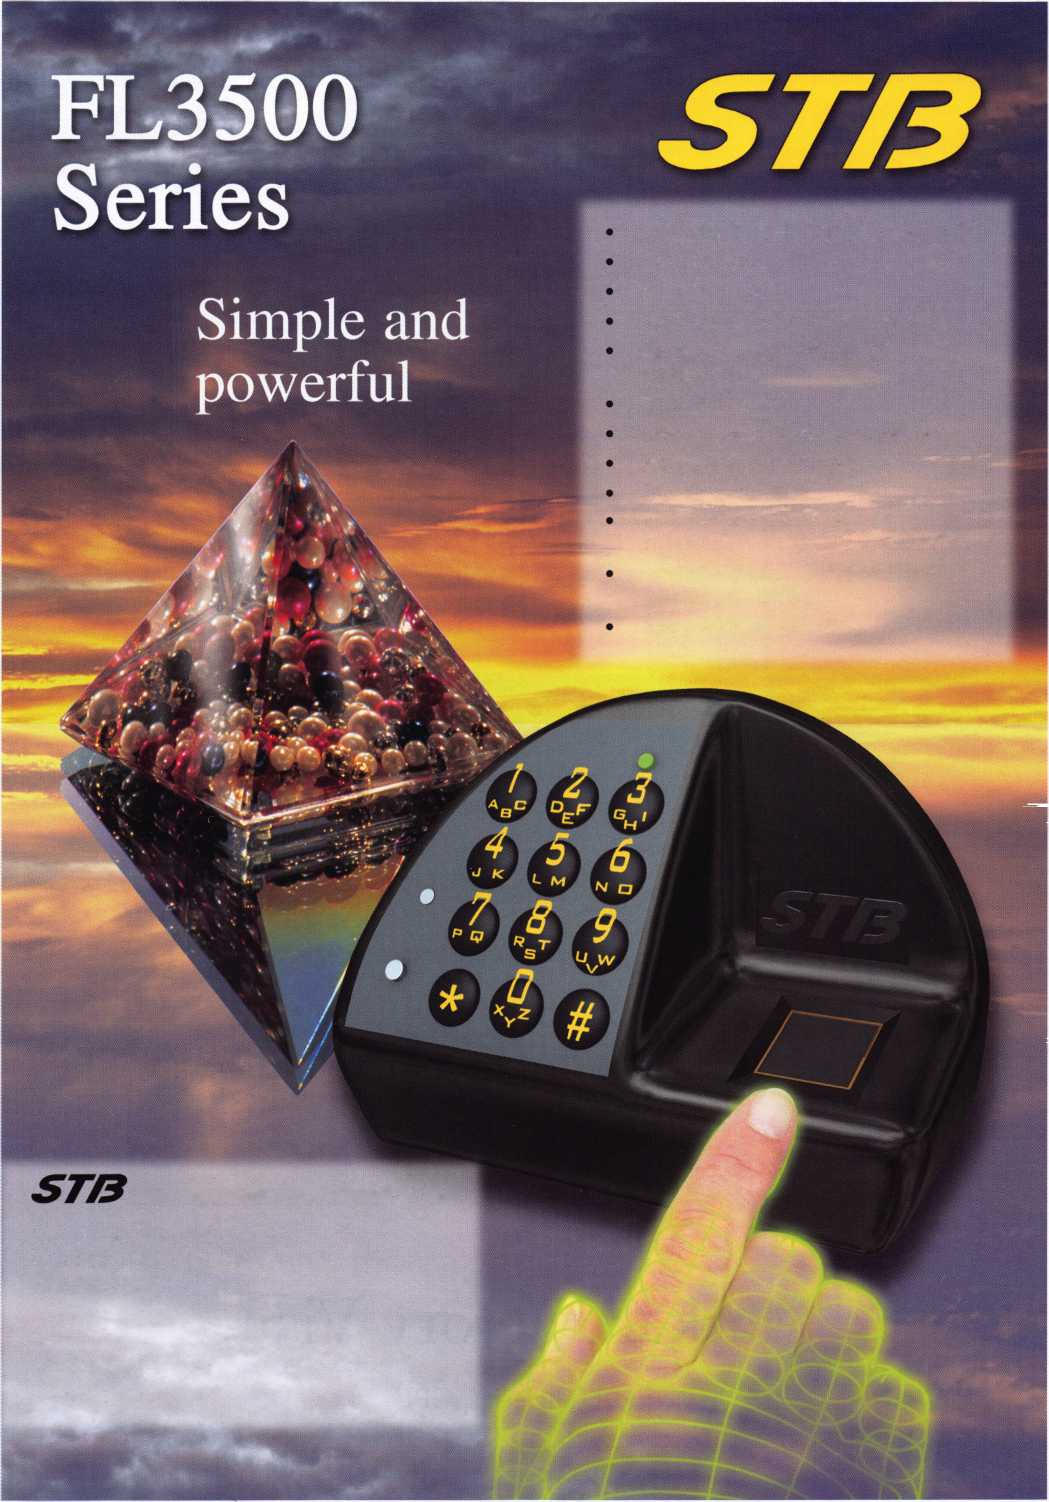 FL3500
Series
STB
Simple and
powerful
•
•
•
•
•
•
•
•
•
•
•
•
1 2 3
ABC DEF GHI
4 5 6
JK LM NO
7 8 9
PQ RST UVW
* 0 #
XYZ
STB
STB